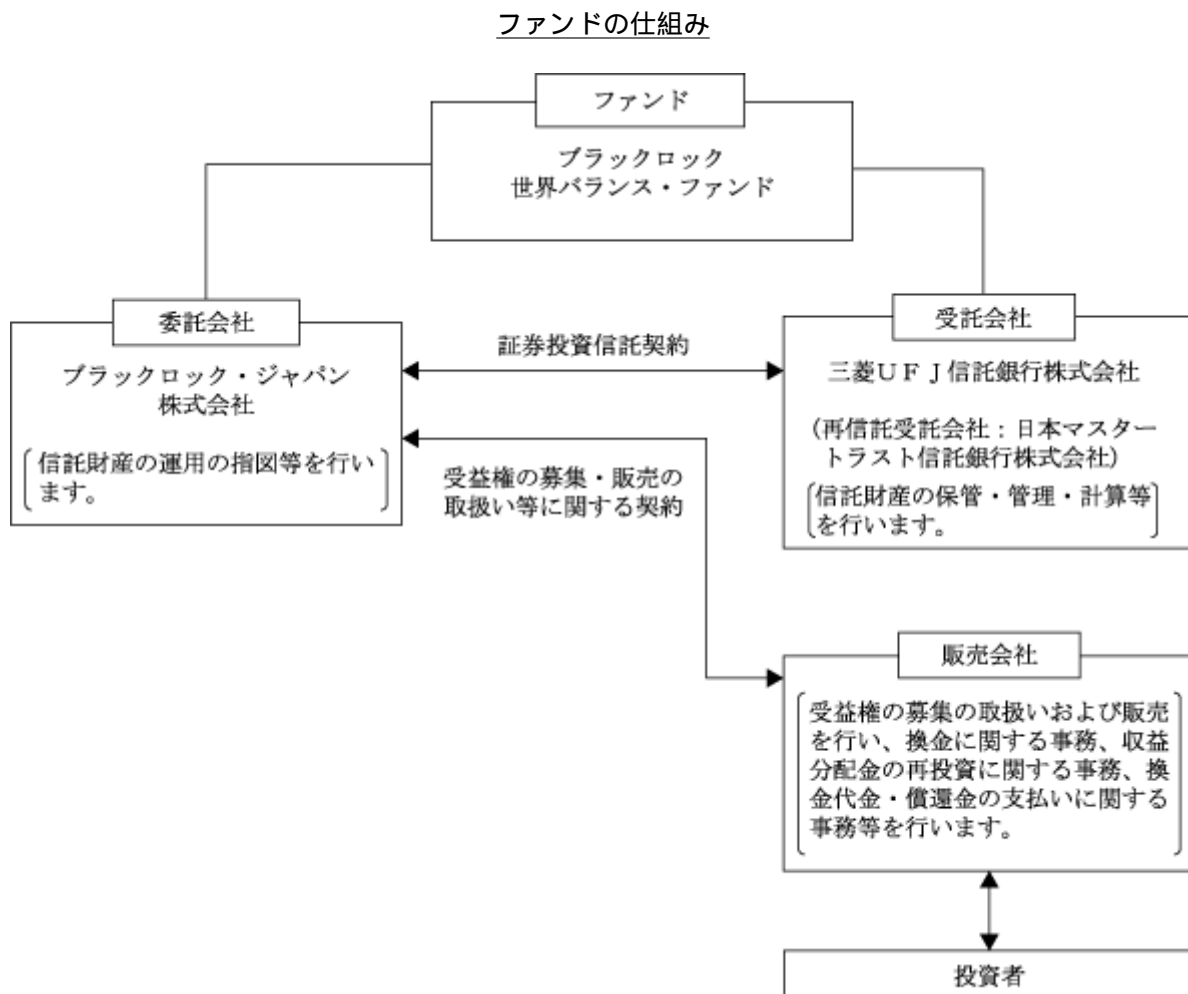 ファンドの仕組み
ファンド
ブラックロック
世界バランス・ファンド
委託会社
ブラックロック・ジャパン
株式会社
信託財産の運用の指図等を行い
ます。
証券投資信託契約
受益権の募集・販売の
取扱い等に関する契約
受託会社
三菱UFJ信託銀行株式会社
（再信託受託会社：日本マスター
トラスト信託銀行株式会社）
信託財産の保管・管理・計算等
を行います。
販売会社
受益権の募集の取扱いおよび販売
を行い、換金に関する事務、収益
分配金の再投資に関する事務、換
金代金・償還金の支払いに関する
事務等を行います。
投資者